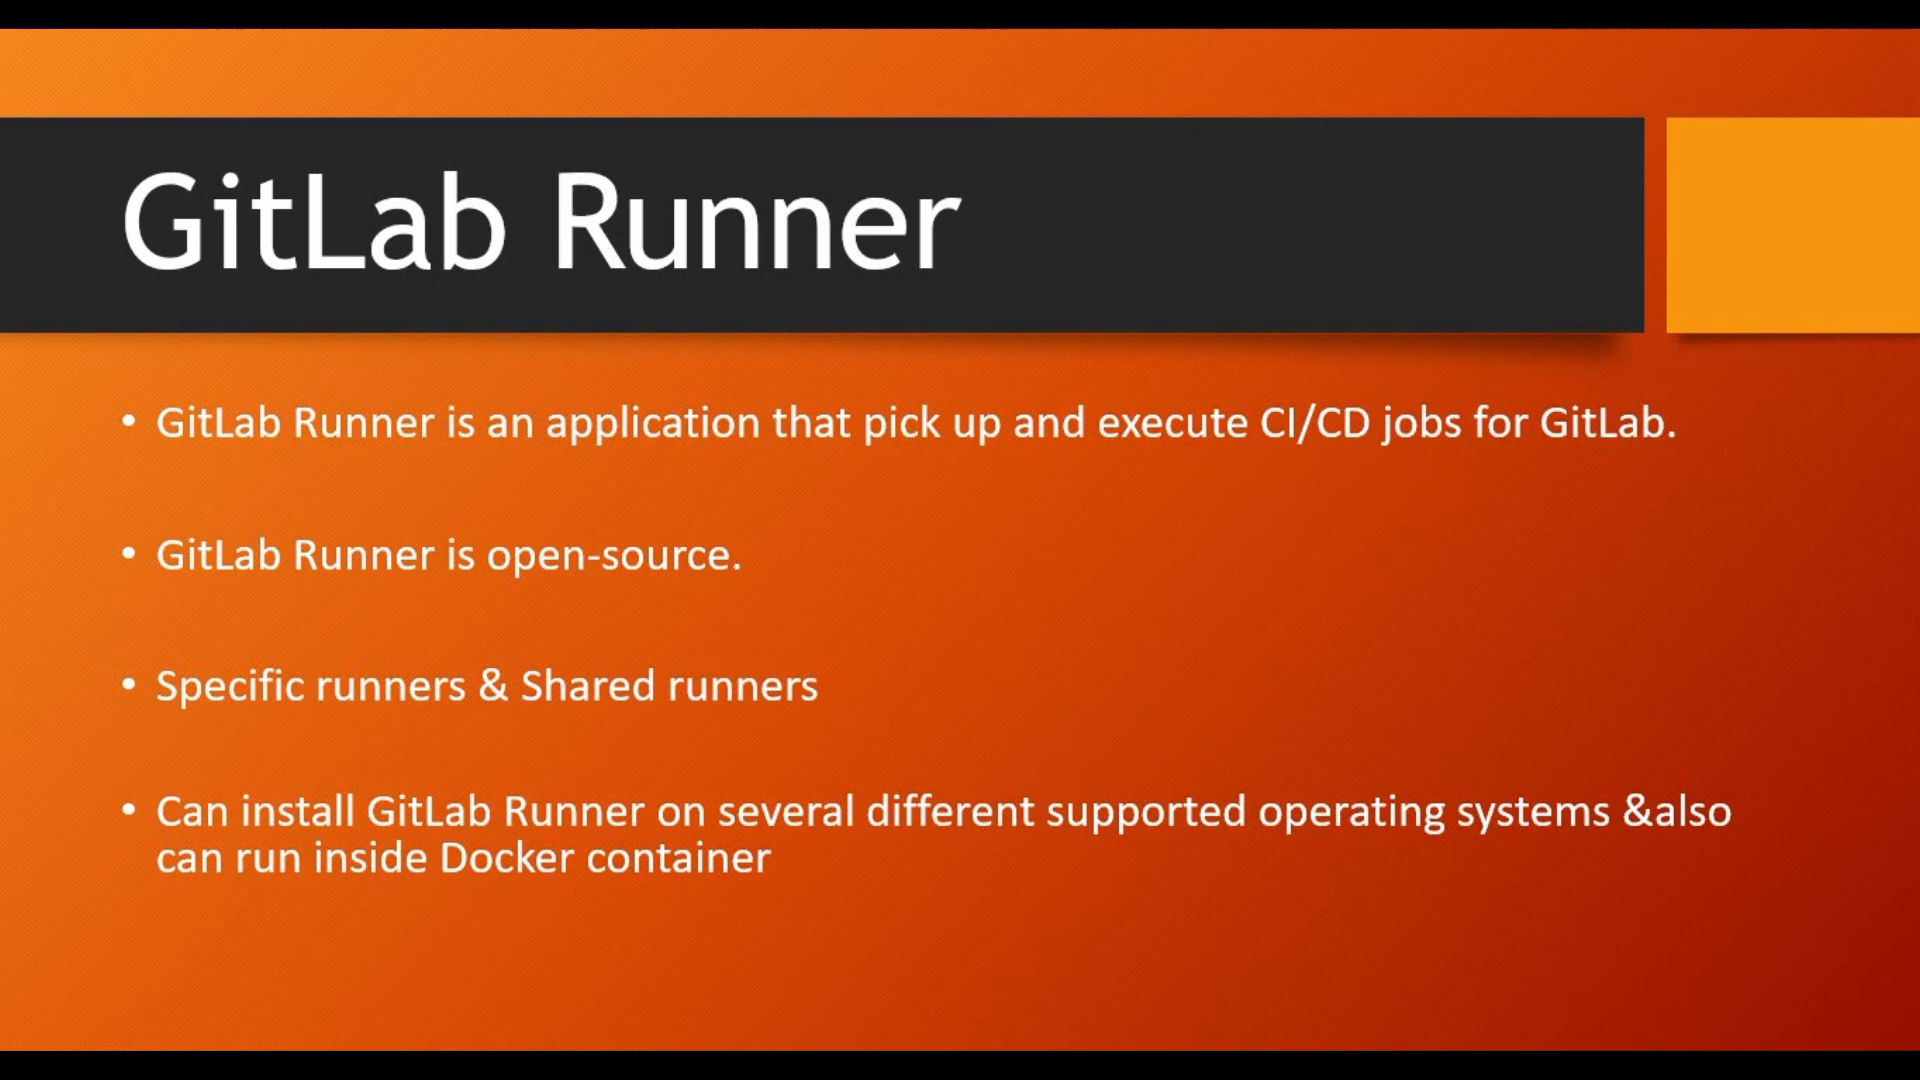 GitLab Runner
• GitLab Runner is an application that pick up and execute CI/CD jobs for GitLab.
• GitLab Runner is open-source.
• Specific runners & Shared runners
• Can install GitLab Runner on several different supported operating systems &also
can run inside Docker container